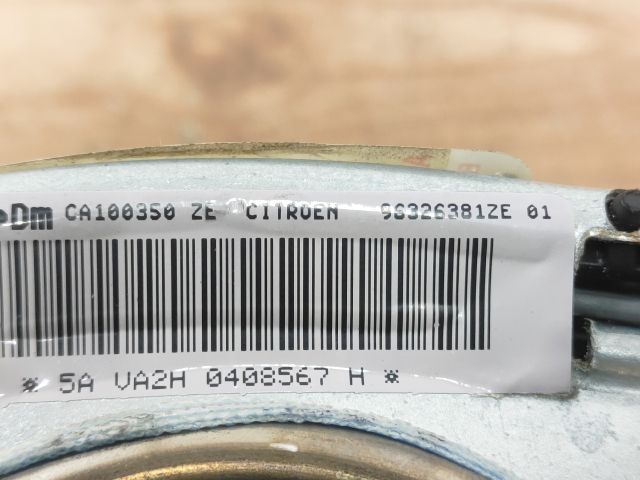 CA100350 ZE CITROEN 96326381ZE 01
* 5A VA2H 0408567 H *